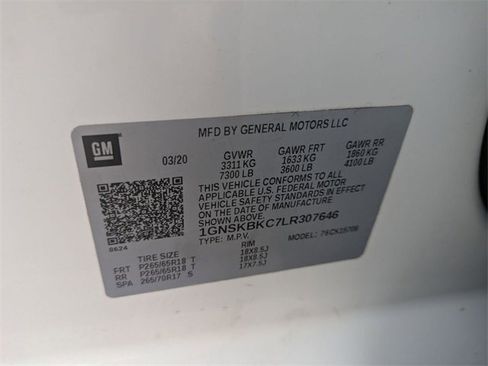 MFD BY GENERAL MOTORS LLC
GM
03/20 GVWR GAWR FRT GAWR RR
3311 KG 1633 KG 1860 KG
7300 LB 3600 LB 4100 LB
THIS VEHICLE CONFORMS TO ALL
APPLICABLE U.S. FEDERAL MOTOR
VEHICLE SAFETY STANDARDS IN EFFECT
ON THE DATE OF MANUFACTURE SHOWN ABOVE.
1GNSKBKC7LR307646
TYPE: M.P.V. MODEL:
8624
TIRE SIZE RIM
FRT P265/65R18 T 18X8.5J
RR P265/65R18 T 18X8.5J
SPA 265/70R17 S 17X7.5J